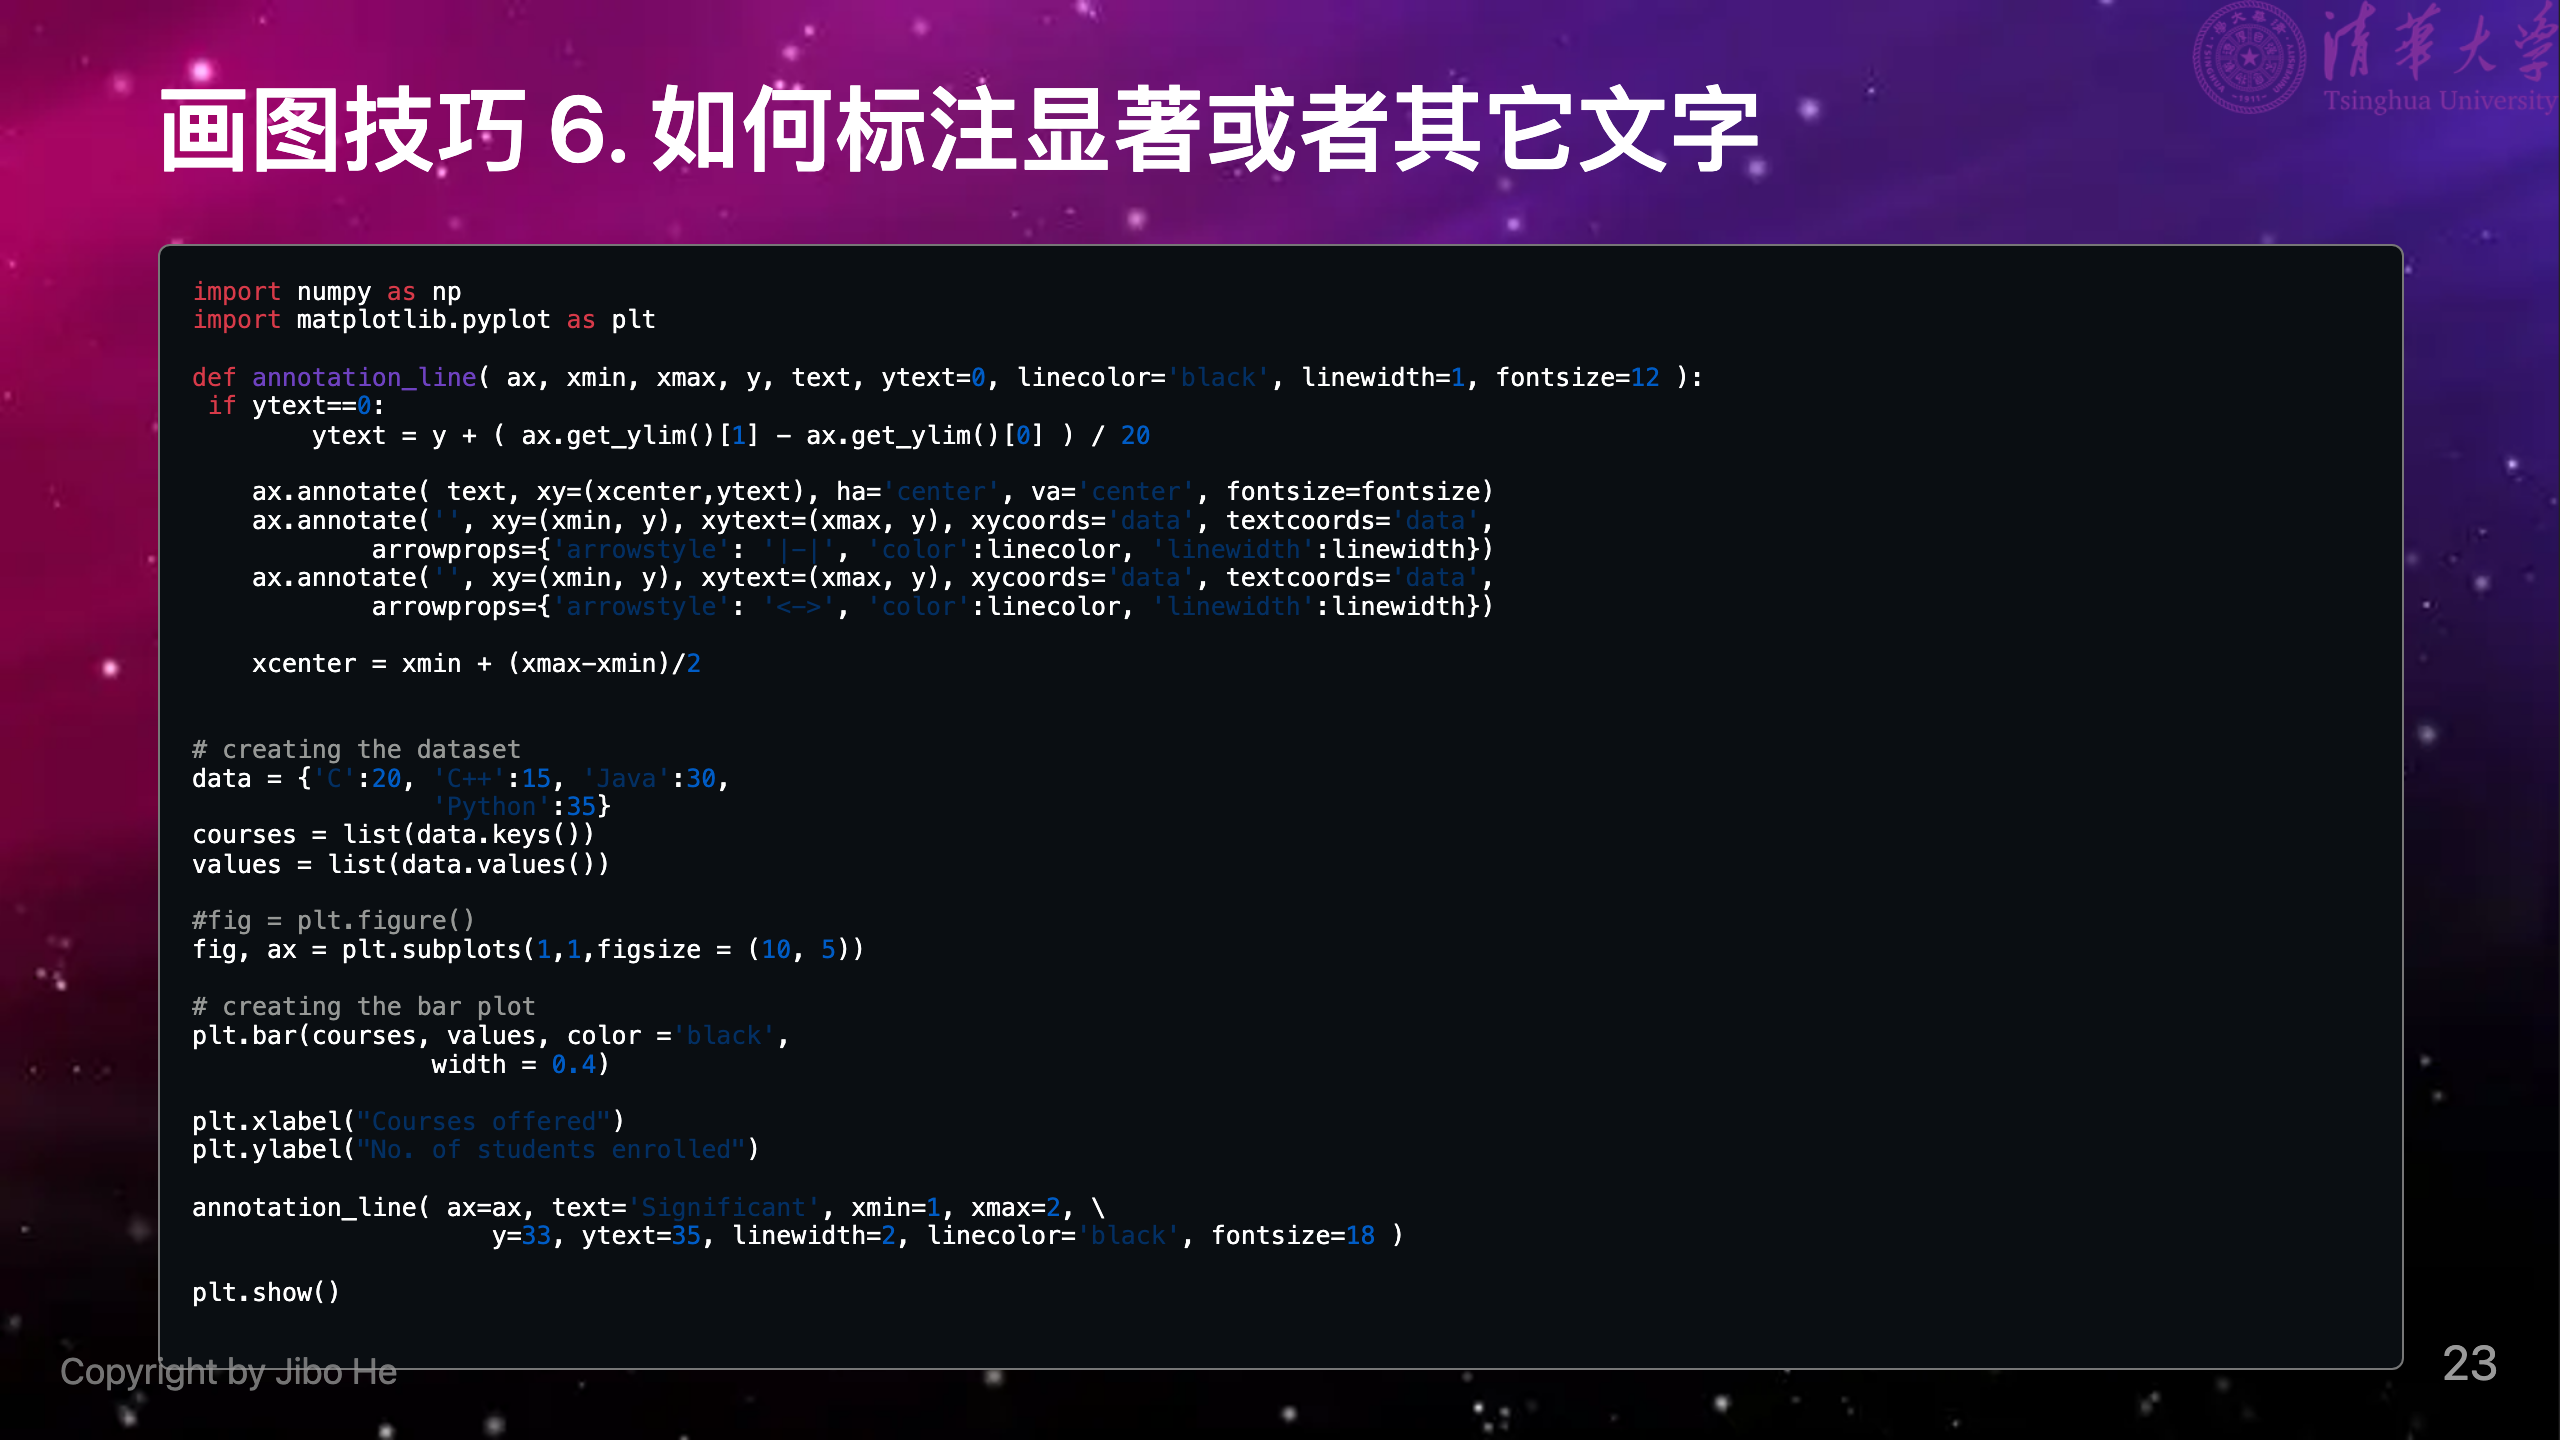 清华大学
Tsinghua University
画图技巧 6. 如何标注显著或者其它文字
import numpy as np
import matplotlib.pyplot as plt
def annotation_line( ax, xmin, xmax, y, text, ytext=0, linecolor='black', linewidth=1, fontsize=12 ):
 if ytext==0:
        ytext = y + ( ax.get_ylim()[1] - ax.get_ylim()[0] ) / 20
    ax.annotate( text, xy=(xcenter,ytext), ha='center', va='center', fontsize=fontsize)
    ax.annotate('', xy=(xmin, y), xytext=(xmax, y), xycoords='data', textcoords='data',
            arrowprops={'arrowstyle': '|-|', 'color':linecolor, 'linewidth':linewidth})
    ax.annotate('', xy=(xmin, y), xytext=(xmax, y), xycoords='data', textcoords='data',
            arrowprops={'arrowstyle': '<->', 'color':linecolor, 'linewidth':linewidth})
    xcenter = xmin + (xmax-xmin)/2
# creating the dataset
data = {'C':20, 'C++':15, 'Java':30,
                'Python':35}
courses = list(data.keys())
values = list(data.values())
#fig = plt.figure()
fig, ax = plt.subplots(1,1,figsize = (10, 5))
# creating the bar plot
plt.bar(courses, values, color ='black',
                width = 0.4)
plt.xlabel("Courses offered")
plt.ylabel("No. of students enrolled")
annotation_line( ax=ax, text='Significant', xmin=1, xmax=2, \
                    y=33, ytext=35, linewidth=2, linecolor='black', fontsize=18 )
plt.show()
Copyright by Jibo He
23